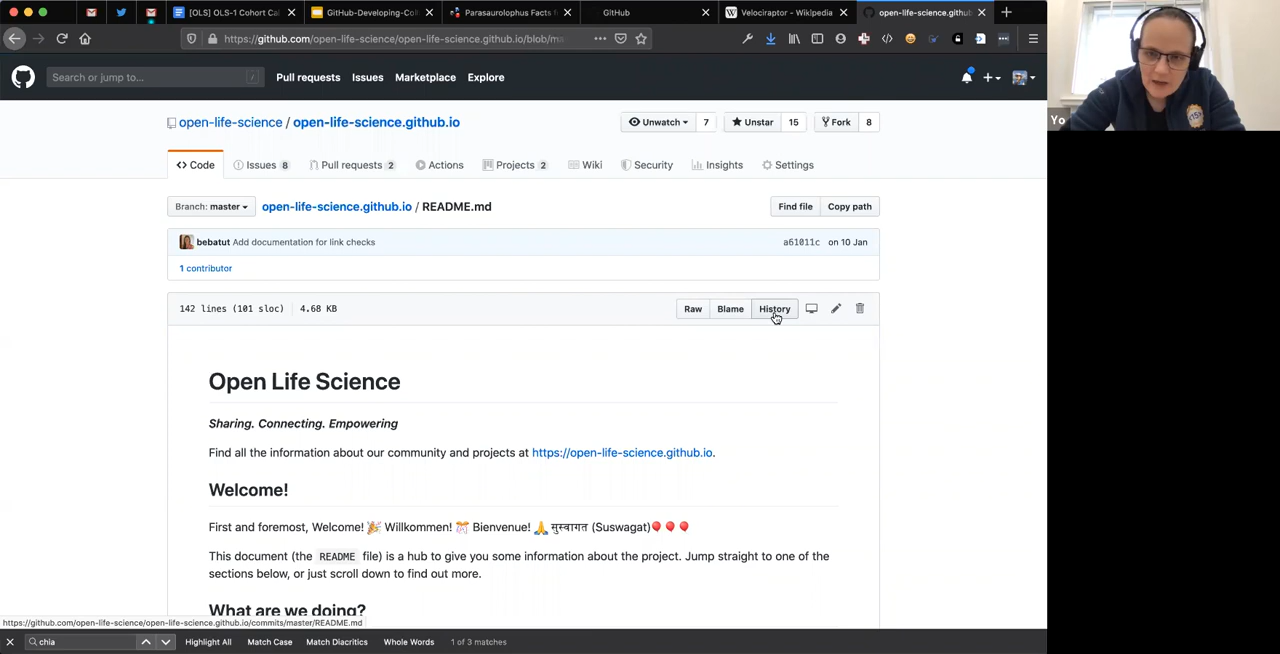 [OLS] OLS-1 Cohort Cal
GitHub-Developing-Coll
Parasaurolophus Facts f
GitHub
Velociraptor - Wikipedia
open-life-science.github
https://github.com/open-life-science/open-life-science.github.io/blob/ma
Search or jump to...
/
Pull requests
Issues
Marketplace
Explore
Yo
open-life-science / open-life-science.github.io
Unwatch 7
Unstar 15
Fork 8
Code
Issues 8
Pull requests 2
Actions
Projects 2
Wiki
Security
Insights
Settings
Branch: master
open-life-science.github.io / README.md
Find file
Copy path
bebatut Add documentation for link checks
a61011c on 10 Jan
1 contributor
142 lines (101 sloc) 4.68 KB
Raw
Blame
History
Open Life Science
Sharing. Connecting. Empowering
Find all the information about our community and projects at https://open-life-science.github.io.
Welcome!
First and foremost, Welcome! 🎉 Willkommen! 🎊 Bienvenue! 🙏 सुस्वागत (Suswagat)🎈🎈🎈
This document (the README file) is a hub to give you some information about the project. Jump straight to one of the
sections below, or just scroll down to find out more.
What are we doing?
https://github.com/open-life-science/open-life-science.github.io/commits/master/README.md
chia
Highlight All
Match Case
Match Diacritics
Whole Words
1 of 3 matches